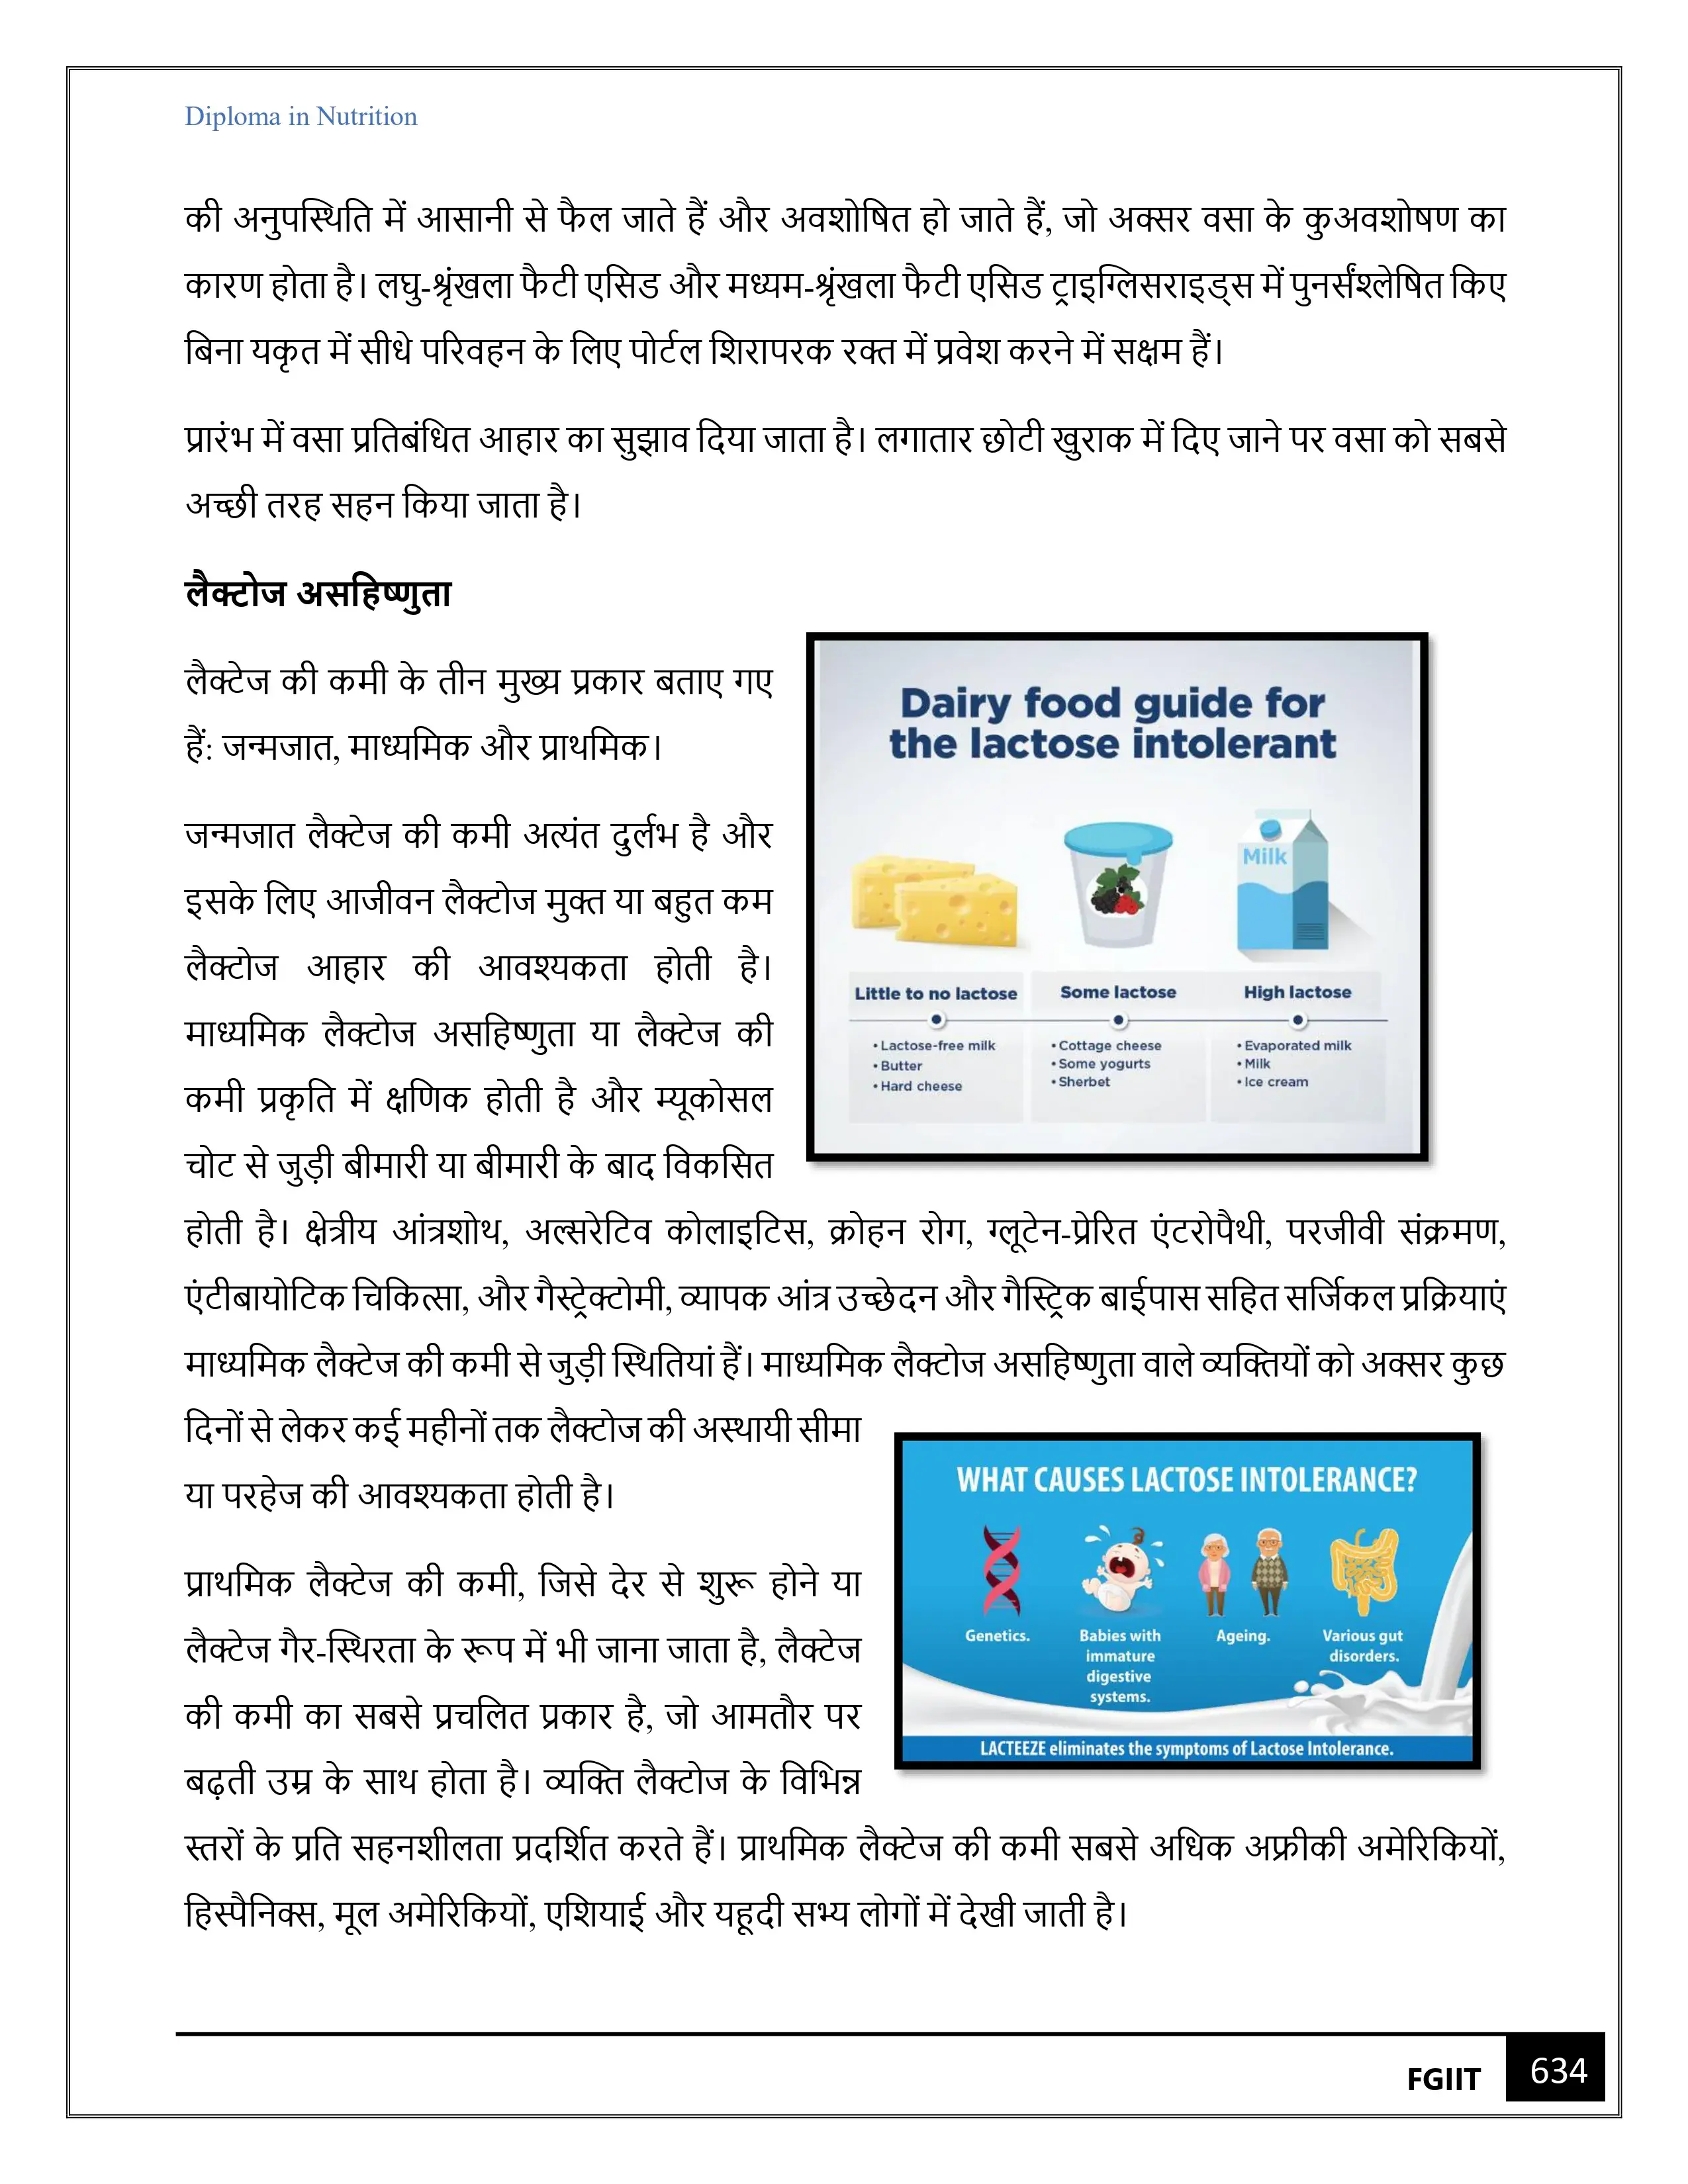 Diploma in Nutrition
की अनुपस्थिति में आसानी से फैल जाते हैं और अवशोषित हो जाते हैं, जो अक्सर वसा के कुअवशोषण का
कारण होता है। लघु-श्रृंखला फैटी एसिड और मध्यम-श्रृंखला फैटी एसिड ट्राइग्लिसराइड्स में पुनर्संश्लेषित किए
बिना यकृत में सीधे परिवहन के लिए पोर्टल शिरापरक रक्त में प्रवेश करने में सक्षम हैं।
प्रारंभ में वसा प्रतिबंधित आहार का सुझाव दिया जाता है। लगातार छोटी खुराक में दिए जाने पर वसा को सबसे
अच्छी तरह सहन किया जाता है।
लैक्टोज असहिष्णुता
लैक्टेज की कमी के तीन मुख्य प्रकार बताए गए
हैं: जन्मजात, माध्यमिक और प्राथमिक।
जन्मजात लैक्टेज की कमी अत्यंत दुर्लभ है और
इसके लिए आजीवन लैक्टोज मुक्त या बहुत कम
लैक्टोज आहार की आवश्यकता होती है।
माध्यमिक लैक्टोज असहिष्णुता या लैक्टेज की
कमी प्रकृति में क्षणिक होती है और म्यूकोसल
चोट से जुड़ी बीमारी या बीमारी के बाद विकसित
Dairy food guide for
the lactose intolerant
Milk
Little to no lactose
• Lactose-free milk
• Butter
• Hard cheese
Some lactose
• Cottage cheese
• Some yogurts
• Sherbet
High lactose
• Evaporated milk
• Milk
• Ice cream
होती है। क्षेत्रीय आंत्रशोथ, अल्सरेटिव कोलाइटिस, क्रोहन रोग, ग्लूटेन-प्रेरित एंटरोपैथी, परजीवी संक्रमण,
एंटीबायोटिक चिकित्सा, और गैस्ट्रेक्टोमी, व्यापक आंत्र उच्छेदन और गैस्ट्रिक बाईपास सहित सर्जिकल प्रक्रियाएं
माध्यमिक लैक्टेज की कमी से जुड़ी स्थितियां हैं। माध्यमिक लैक्टोज असहिष्णुता वाले व्यक्तियों को अक्सर कुछ
दिनों से लेकर कई महीनों तक लैक्टोज की अस्थायी सीमा
या परहेज की आवश्यकता होती है।
प्राथमिक लैक्टेज की कमी, जिसे देर से शुरू होने या
लैक्टेज गैर-स्थिरता के रूप में भी जाना जाता है, लैक्टेज
की कमी का सबसे प्रचलित प्रकार है, जो आमतौर पर
बढ़ती उम्र के साथ होता है। व्यक्ति लैक्टोज के विभिन्न
WHAT CAUSES LACTOSE INTOLERANCE?
Genetics.
Babies with
immature
digestive
systems.
Ageing.
Various gut
disorders.
LACTEEZE eliminates the symptoms of Lactose Intolerance.
स्तरों के प्रति सहनशीलता प्रदर्शित करते हैं। प्राथमिक लैक्टेज की कमी सबसे अधिक अफ्रीकी अमेरिकियों,
हिस्पैनिक्स, मूल अमेरिकियों, एशियाई और यहूदी सभ्य लोगों में देखी जाती है।
FGIIT
634